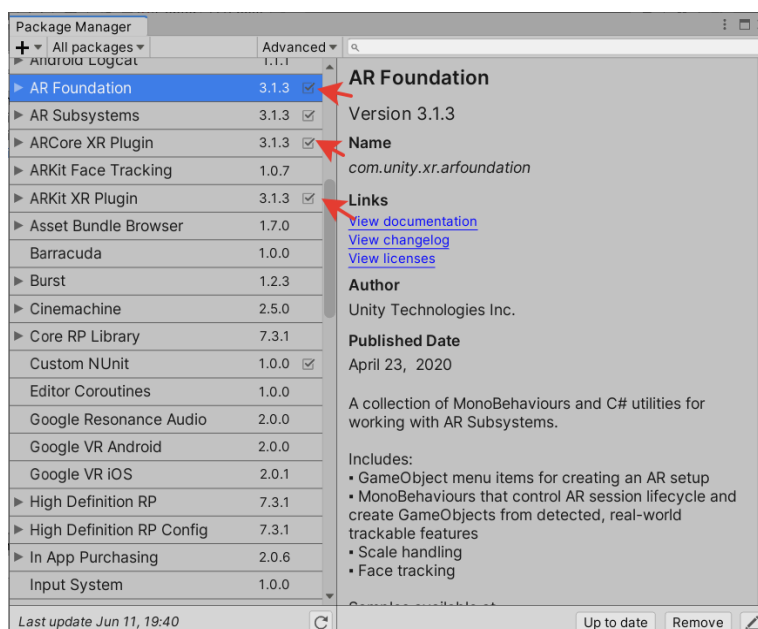 Package Manager
All packages
Advanced
Android Logcat 1.1.1
AR Foundation 3.1.3
AR Subsystems 3.1.3
ARCore XR Plugin 3.1.3
ARKit Face Tracking 1.0.7
ARKit XR Plugin 3.1.3
Asset Bundle Browser 1.7.0
Barracuda 1.0.0
Burst 1.2.3
Cinemachine 2.5.0
Core RP Library 7.3.1
Custom NUnit 1.0.0
Editor Coroutines 1.0.0
Google Resonance Audio 2.0.0
Google VR Android 2.0.0
Google VR iOS 2.0.1
High Definition RP 7.3.1
High Definition RP Config 7.3.1
In App Purchasing 2.0.6
Input System 1.0.0
Last update Jun 11, 19:40
AR Foundation
Version 3.1.3
Name
com.unity.xr.arfoundation
Links
View documentation
View changelog
View licenses
Author
Unity Technologies Inc.
Published Date
April 23, 2020
A collection of MonoBehaviours and C# utilities for
working with AR Subsystems.
Includes:
▪ GameObject menu items for creating an AR setup
▪ MonoBehaviours that control AR session lifecycle and
create GameObjects from detected, real-world
trackable features
▪ Scale handling
▪ Face tracking
Up to date
Remove